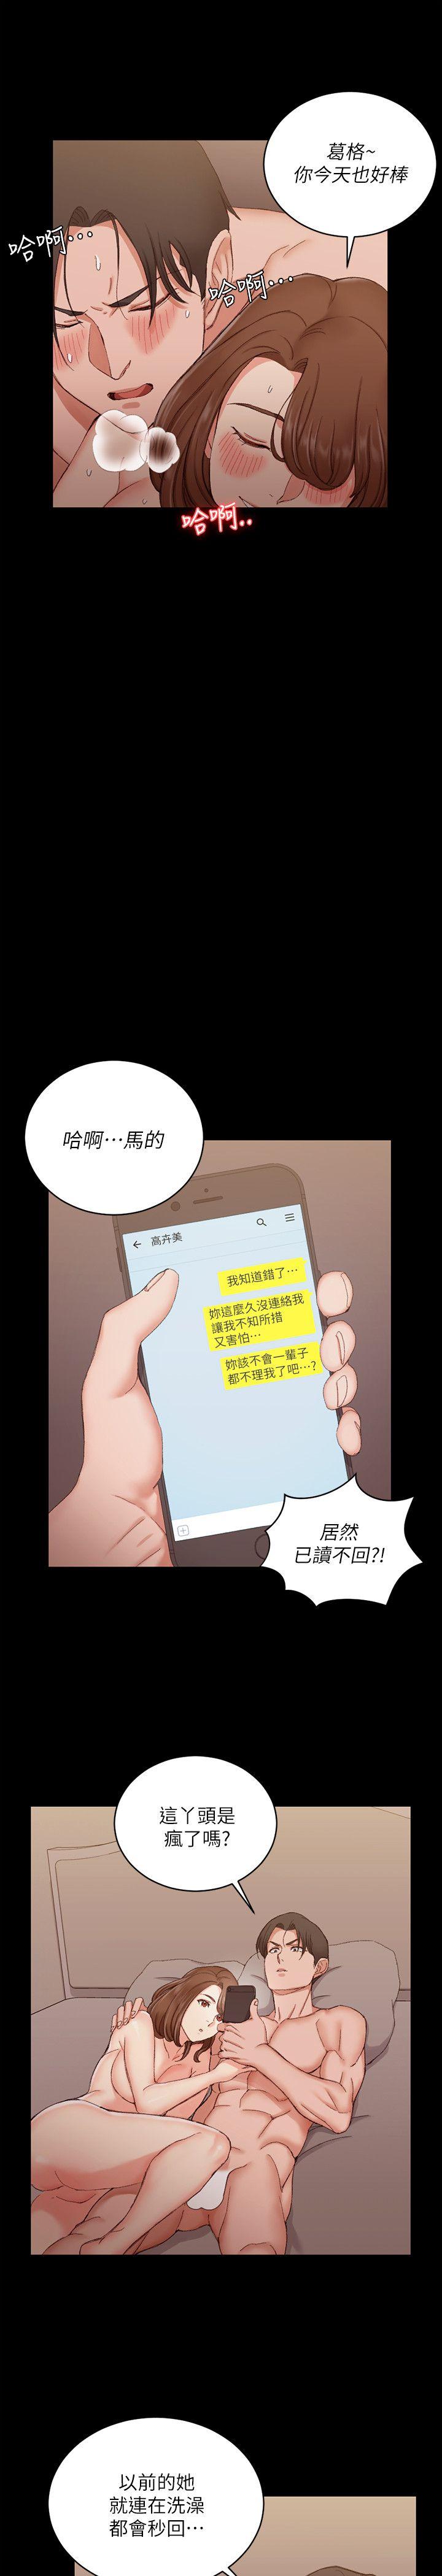 葛格~
你今天也好棒
哈啊…
哈啊…
哈啊..
哈啊…馬的
高卉美
我知道錯了…
妳這麼久沒連絡我
讓我不知所措
又害怕…
妳該不會一輩子
都不理我了吧…?
居然
已讀不回?!
這丫頭是
瘋了嗎?
以前的她
就連在洗澡
都會秒回…